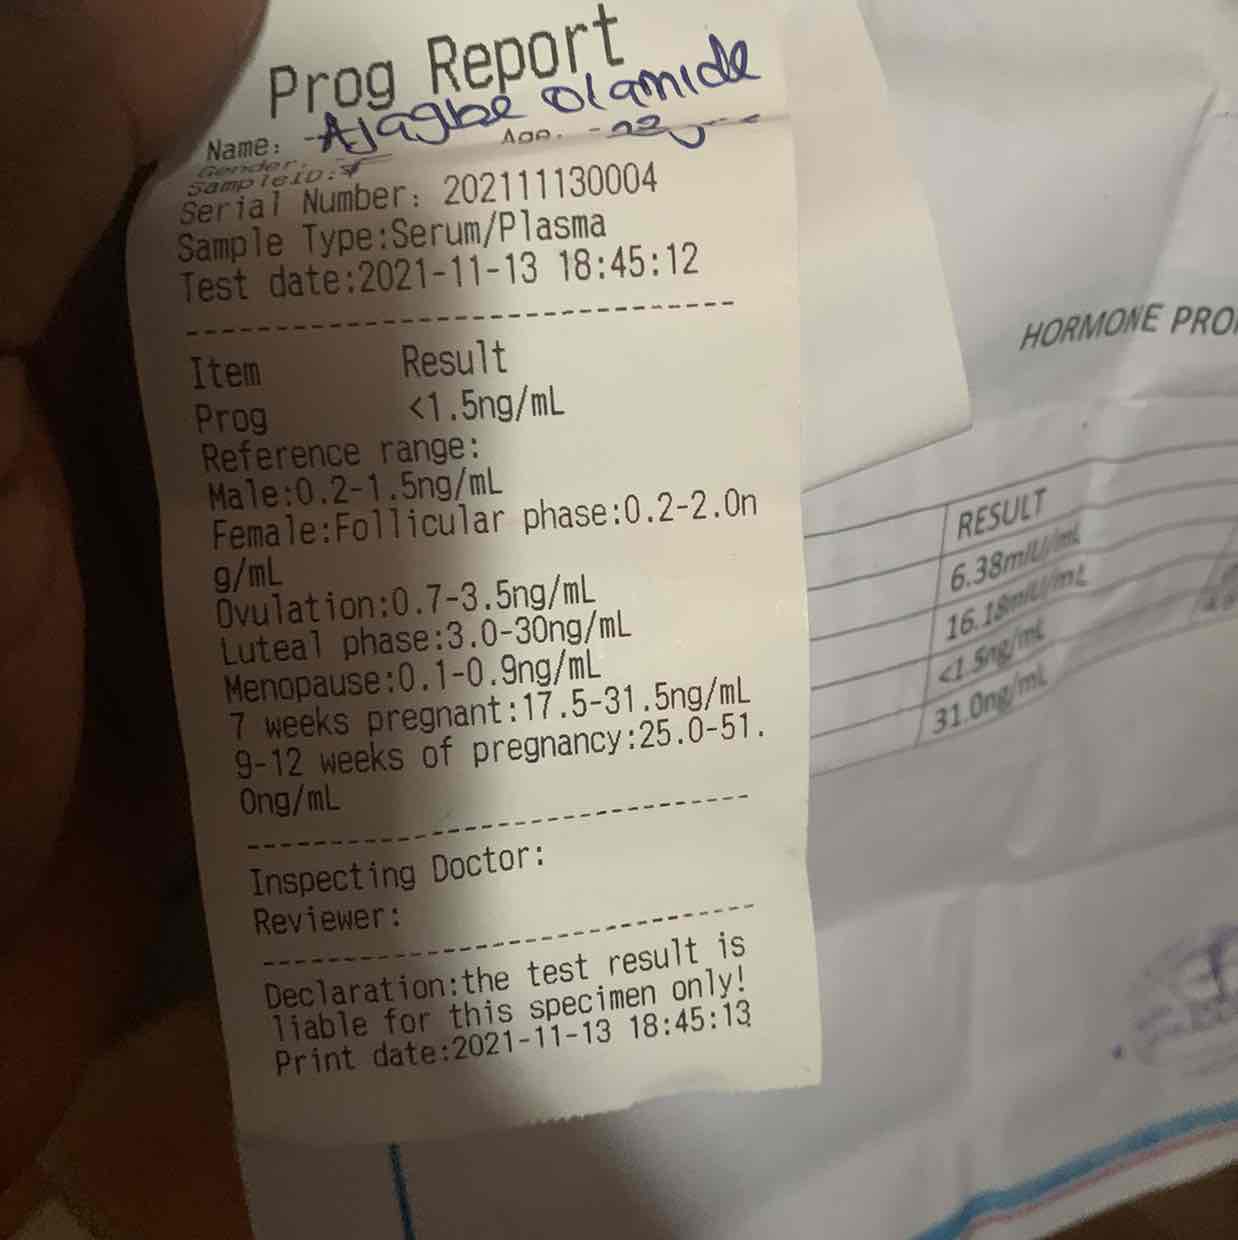 Prog Report
Name: Ajagbe Olamide
Age.
Gender:
SampleID:
Serial Number: 202111130004
Sample Type:Serum/Plasma
Test date:2021-11-13 18:45:12
Item Result
Prog <1.5ng/mL
Reference range:
Male:0.2-1.5ng/mL
Female:Follicular phase:0.2-2.0n
g/mL
Ovulation:0.7-3.5ng/mL
Luteal phase:3.0-30ng/mL
Menopause:0.1-0.9ng/mL
7 weeks pregnant:17.5-31.5ng/mL
9-12 weeks of pregnancy:25.0-51.
0ng/mL
Inspecting Doctor:
Reviewer:
Declaration:the test result is
liable for this specimen only!
Print date:2021-11-13 18:45:13
HORMONE PRO
RESULT
6.38mIU/mL
16.18mIU/mL
<1.5ng/mL
31.0ng/mL